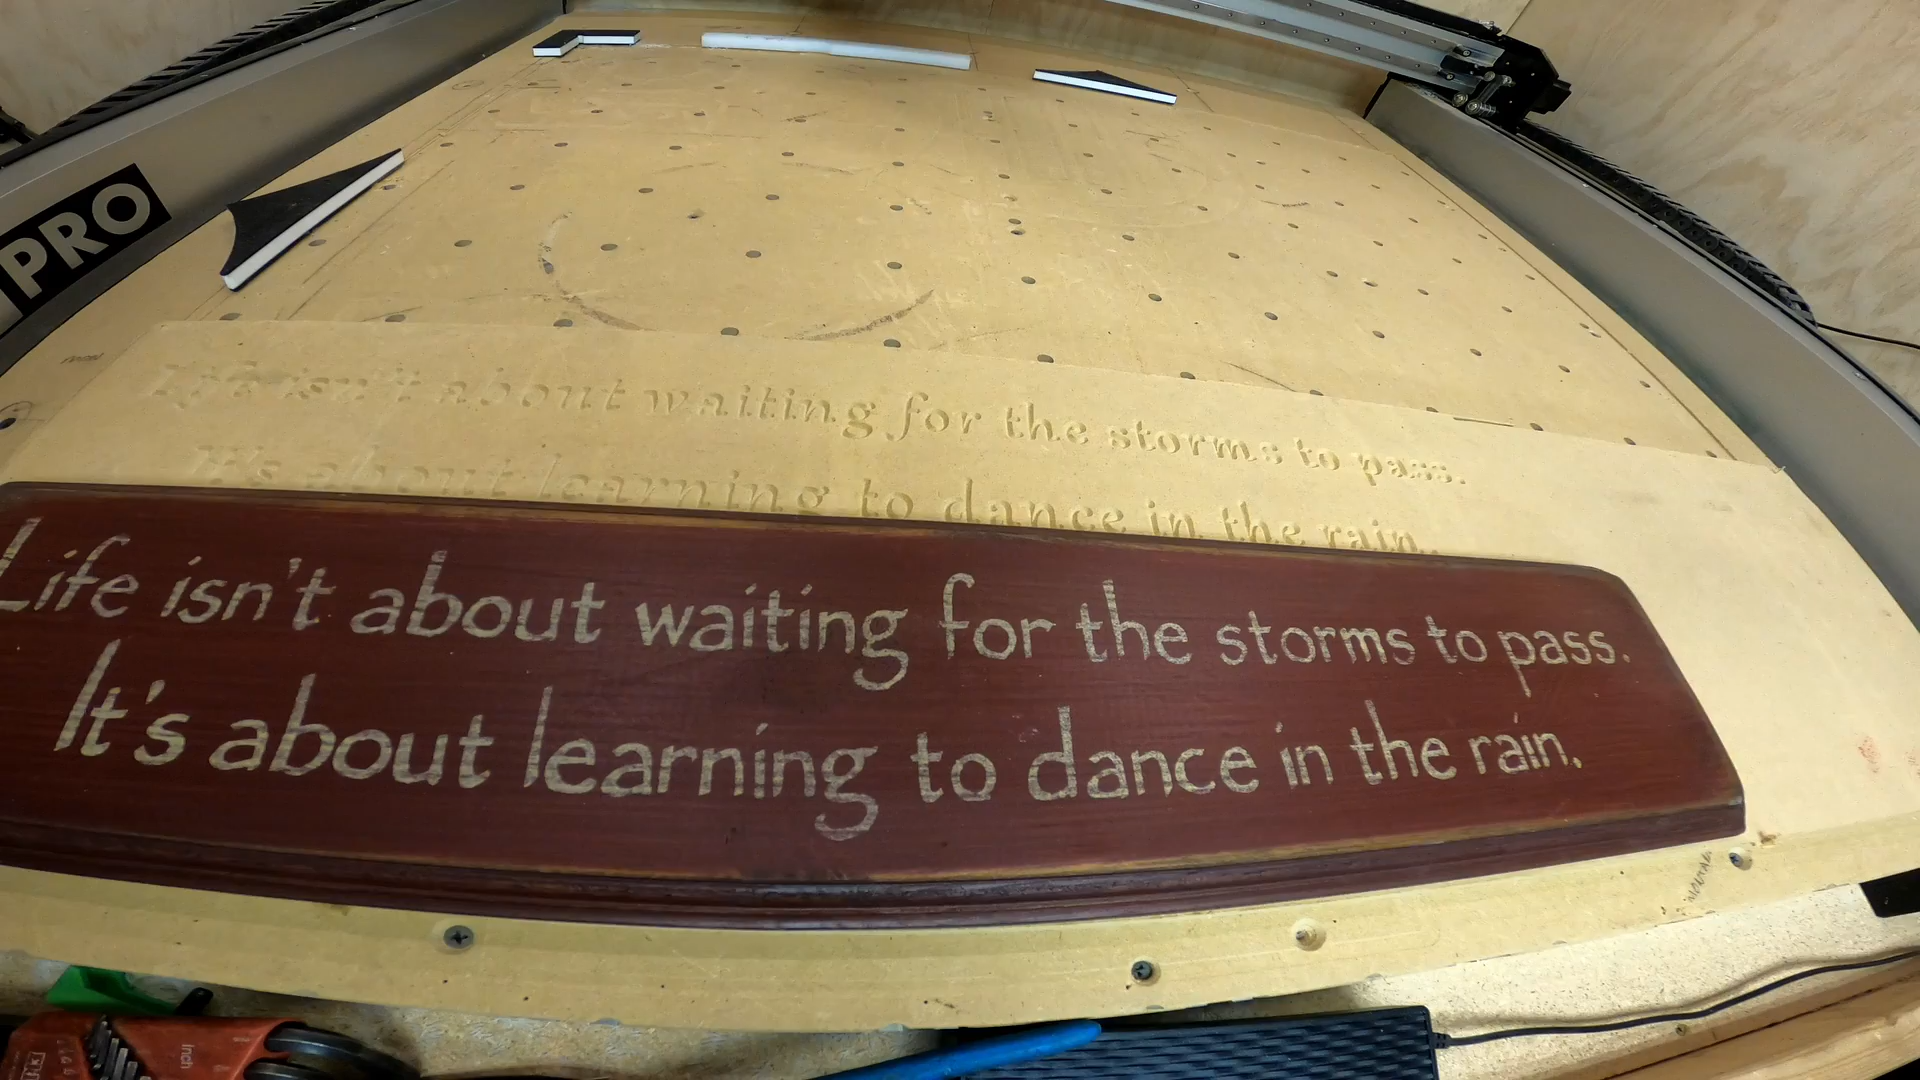 PRO
Life isn't about waiting for the storms to pass.
It's about learning to dance in the rain.
Life isn't about waiting for the storms to pass.
It's about learning to dance in the rain.
inch